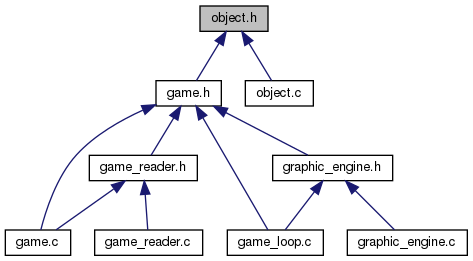 object.h
game.h
object.c
game_reader.h
graphic_engine.h
game.c
game_reader.c
game_loop.c
graphic_engine.c